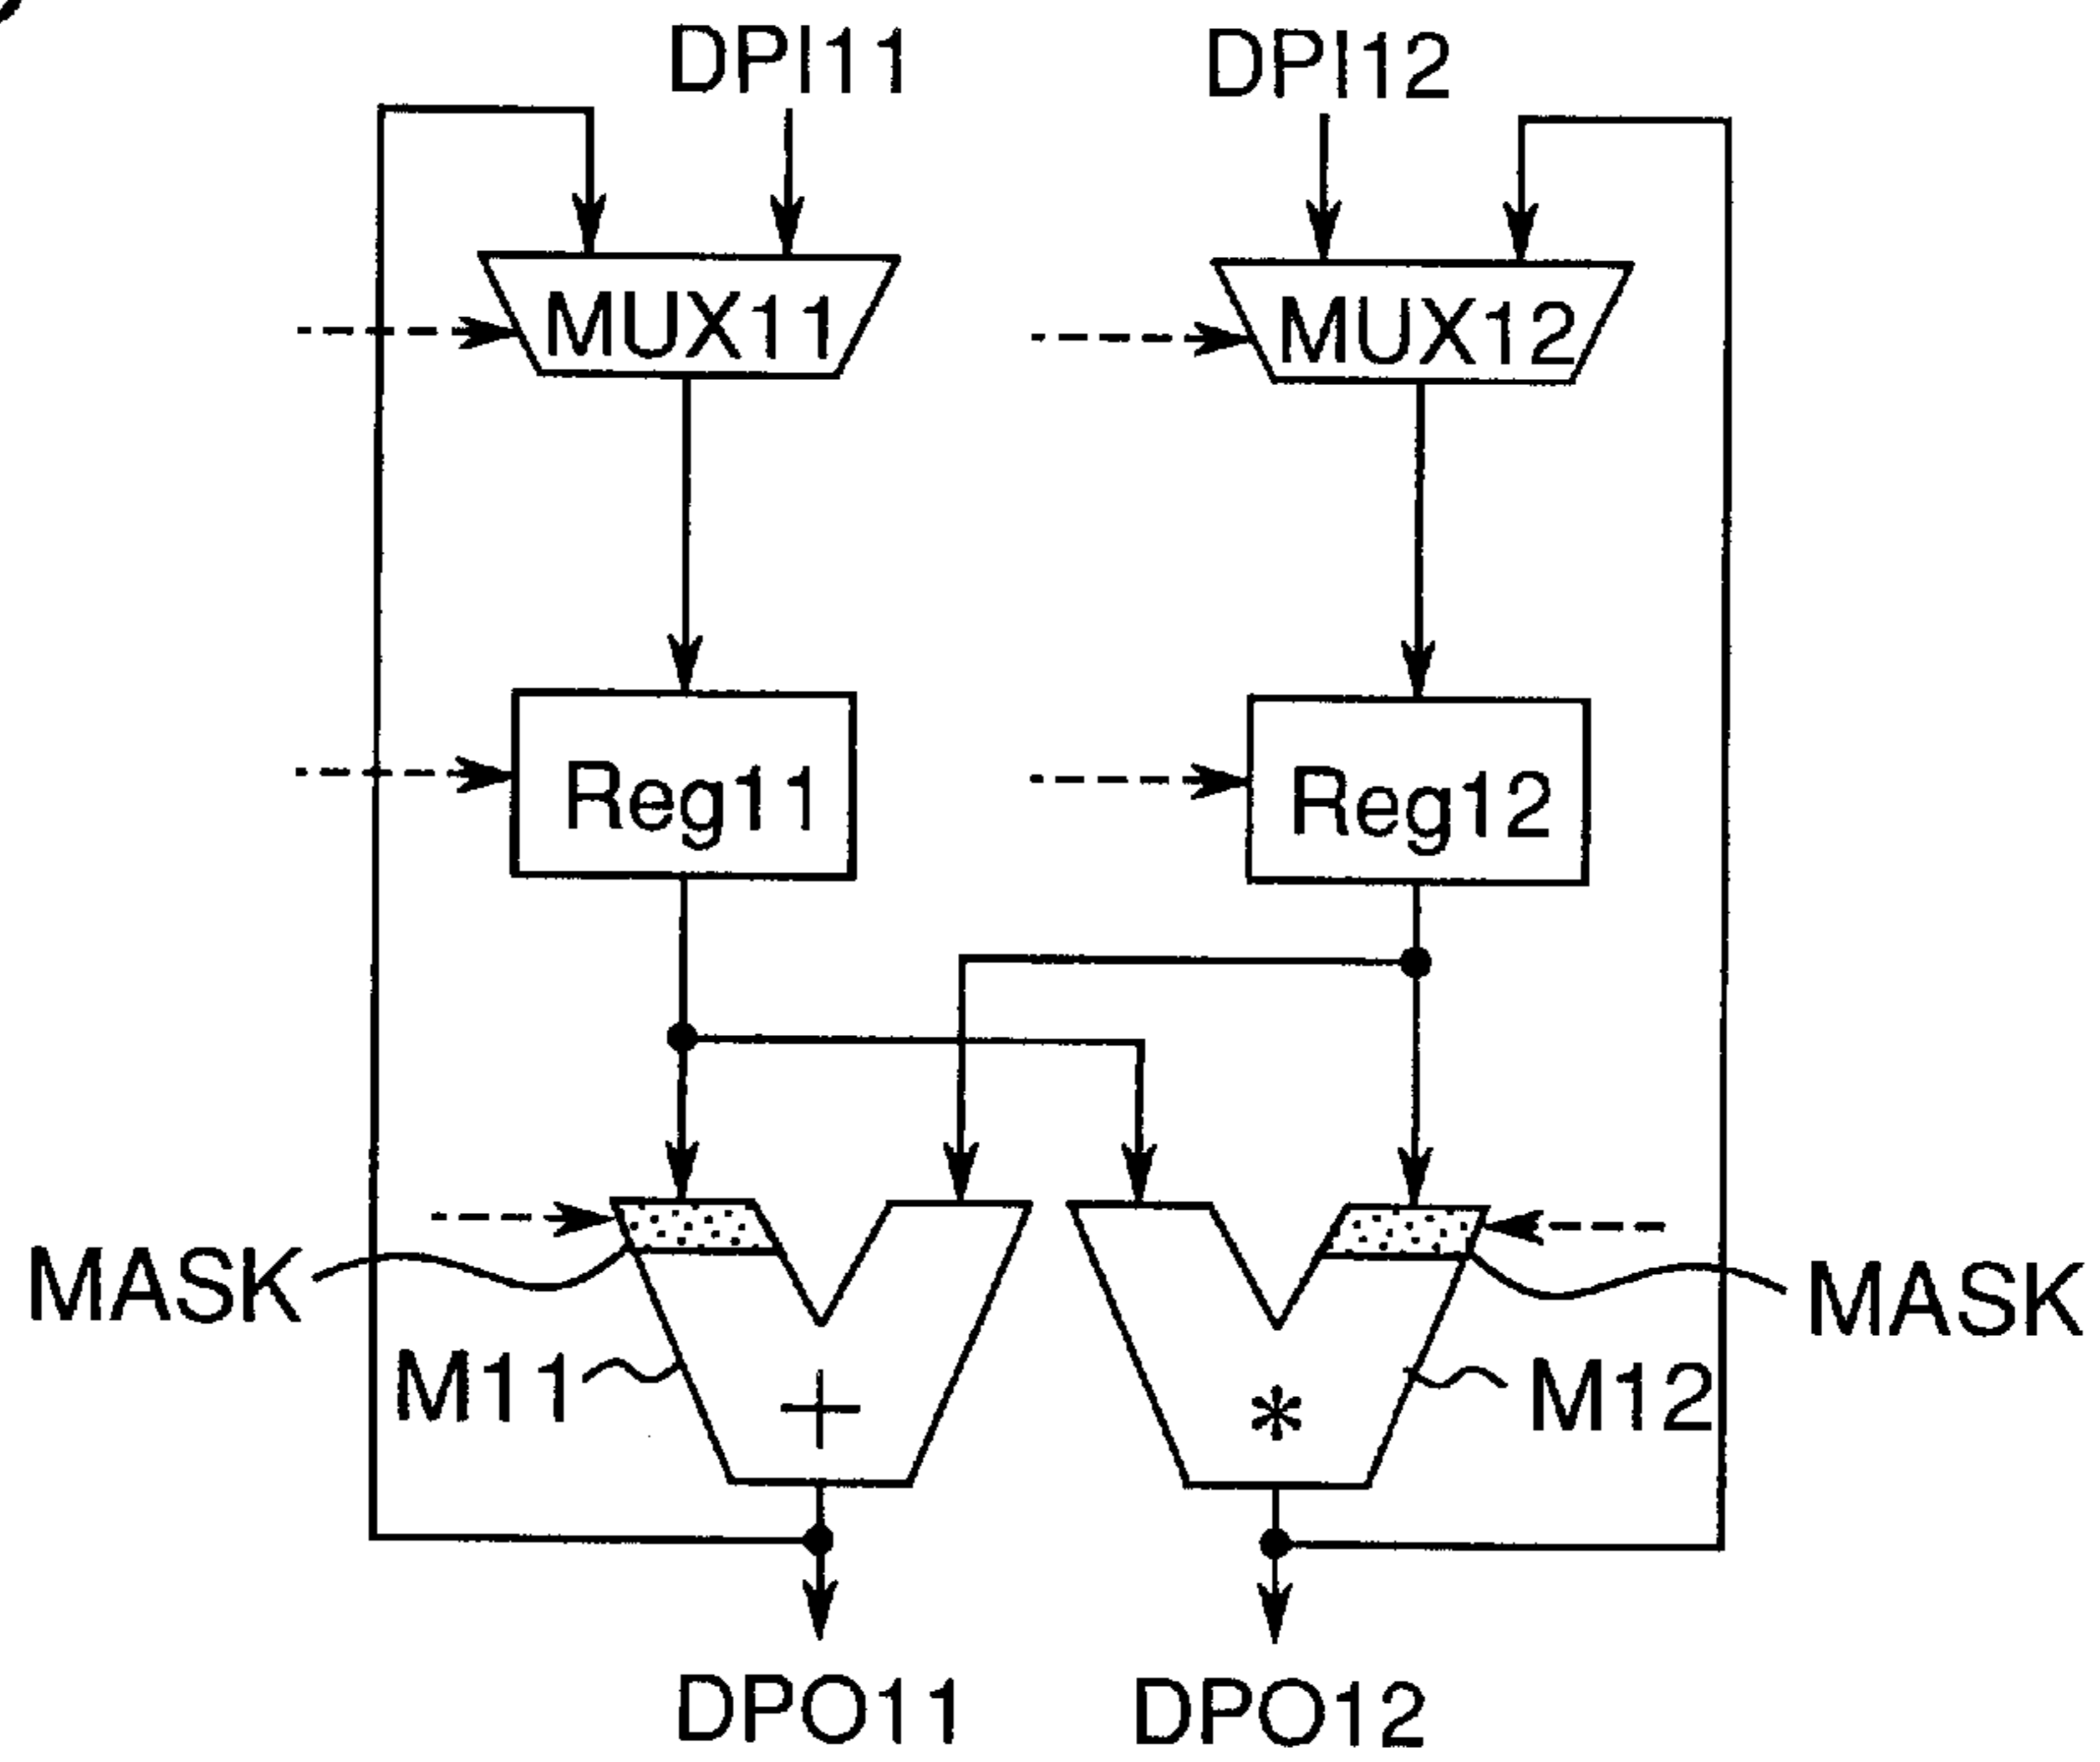 DPI11 DPI12
MUX11 MUX12
Reg11 Reg12
MASK MASK
M11 + * M12
DPO11 DPO12